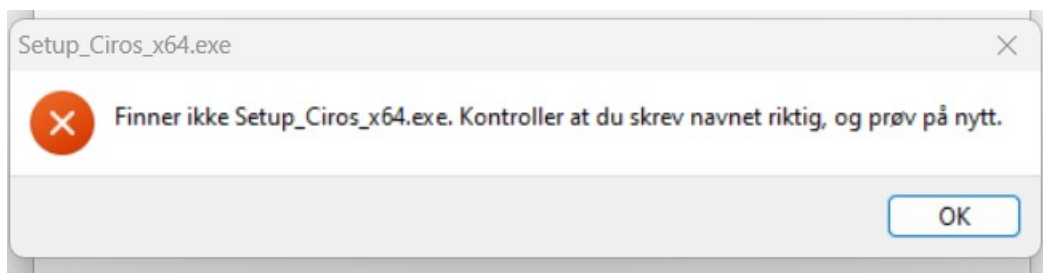 Setup_Ciros_x64.exe
Finner ikke Setup_Ciros_x64.exe. Kontroller at du skrev navnet riktig, og prøv på nytt.
OK